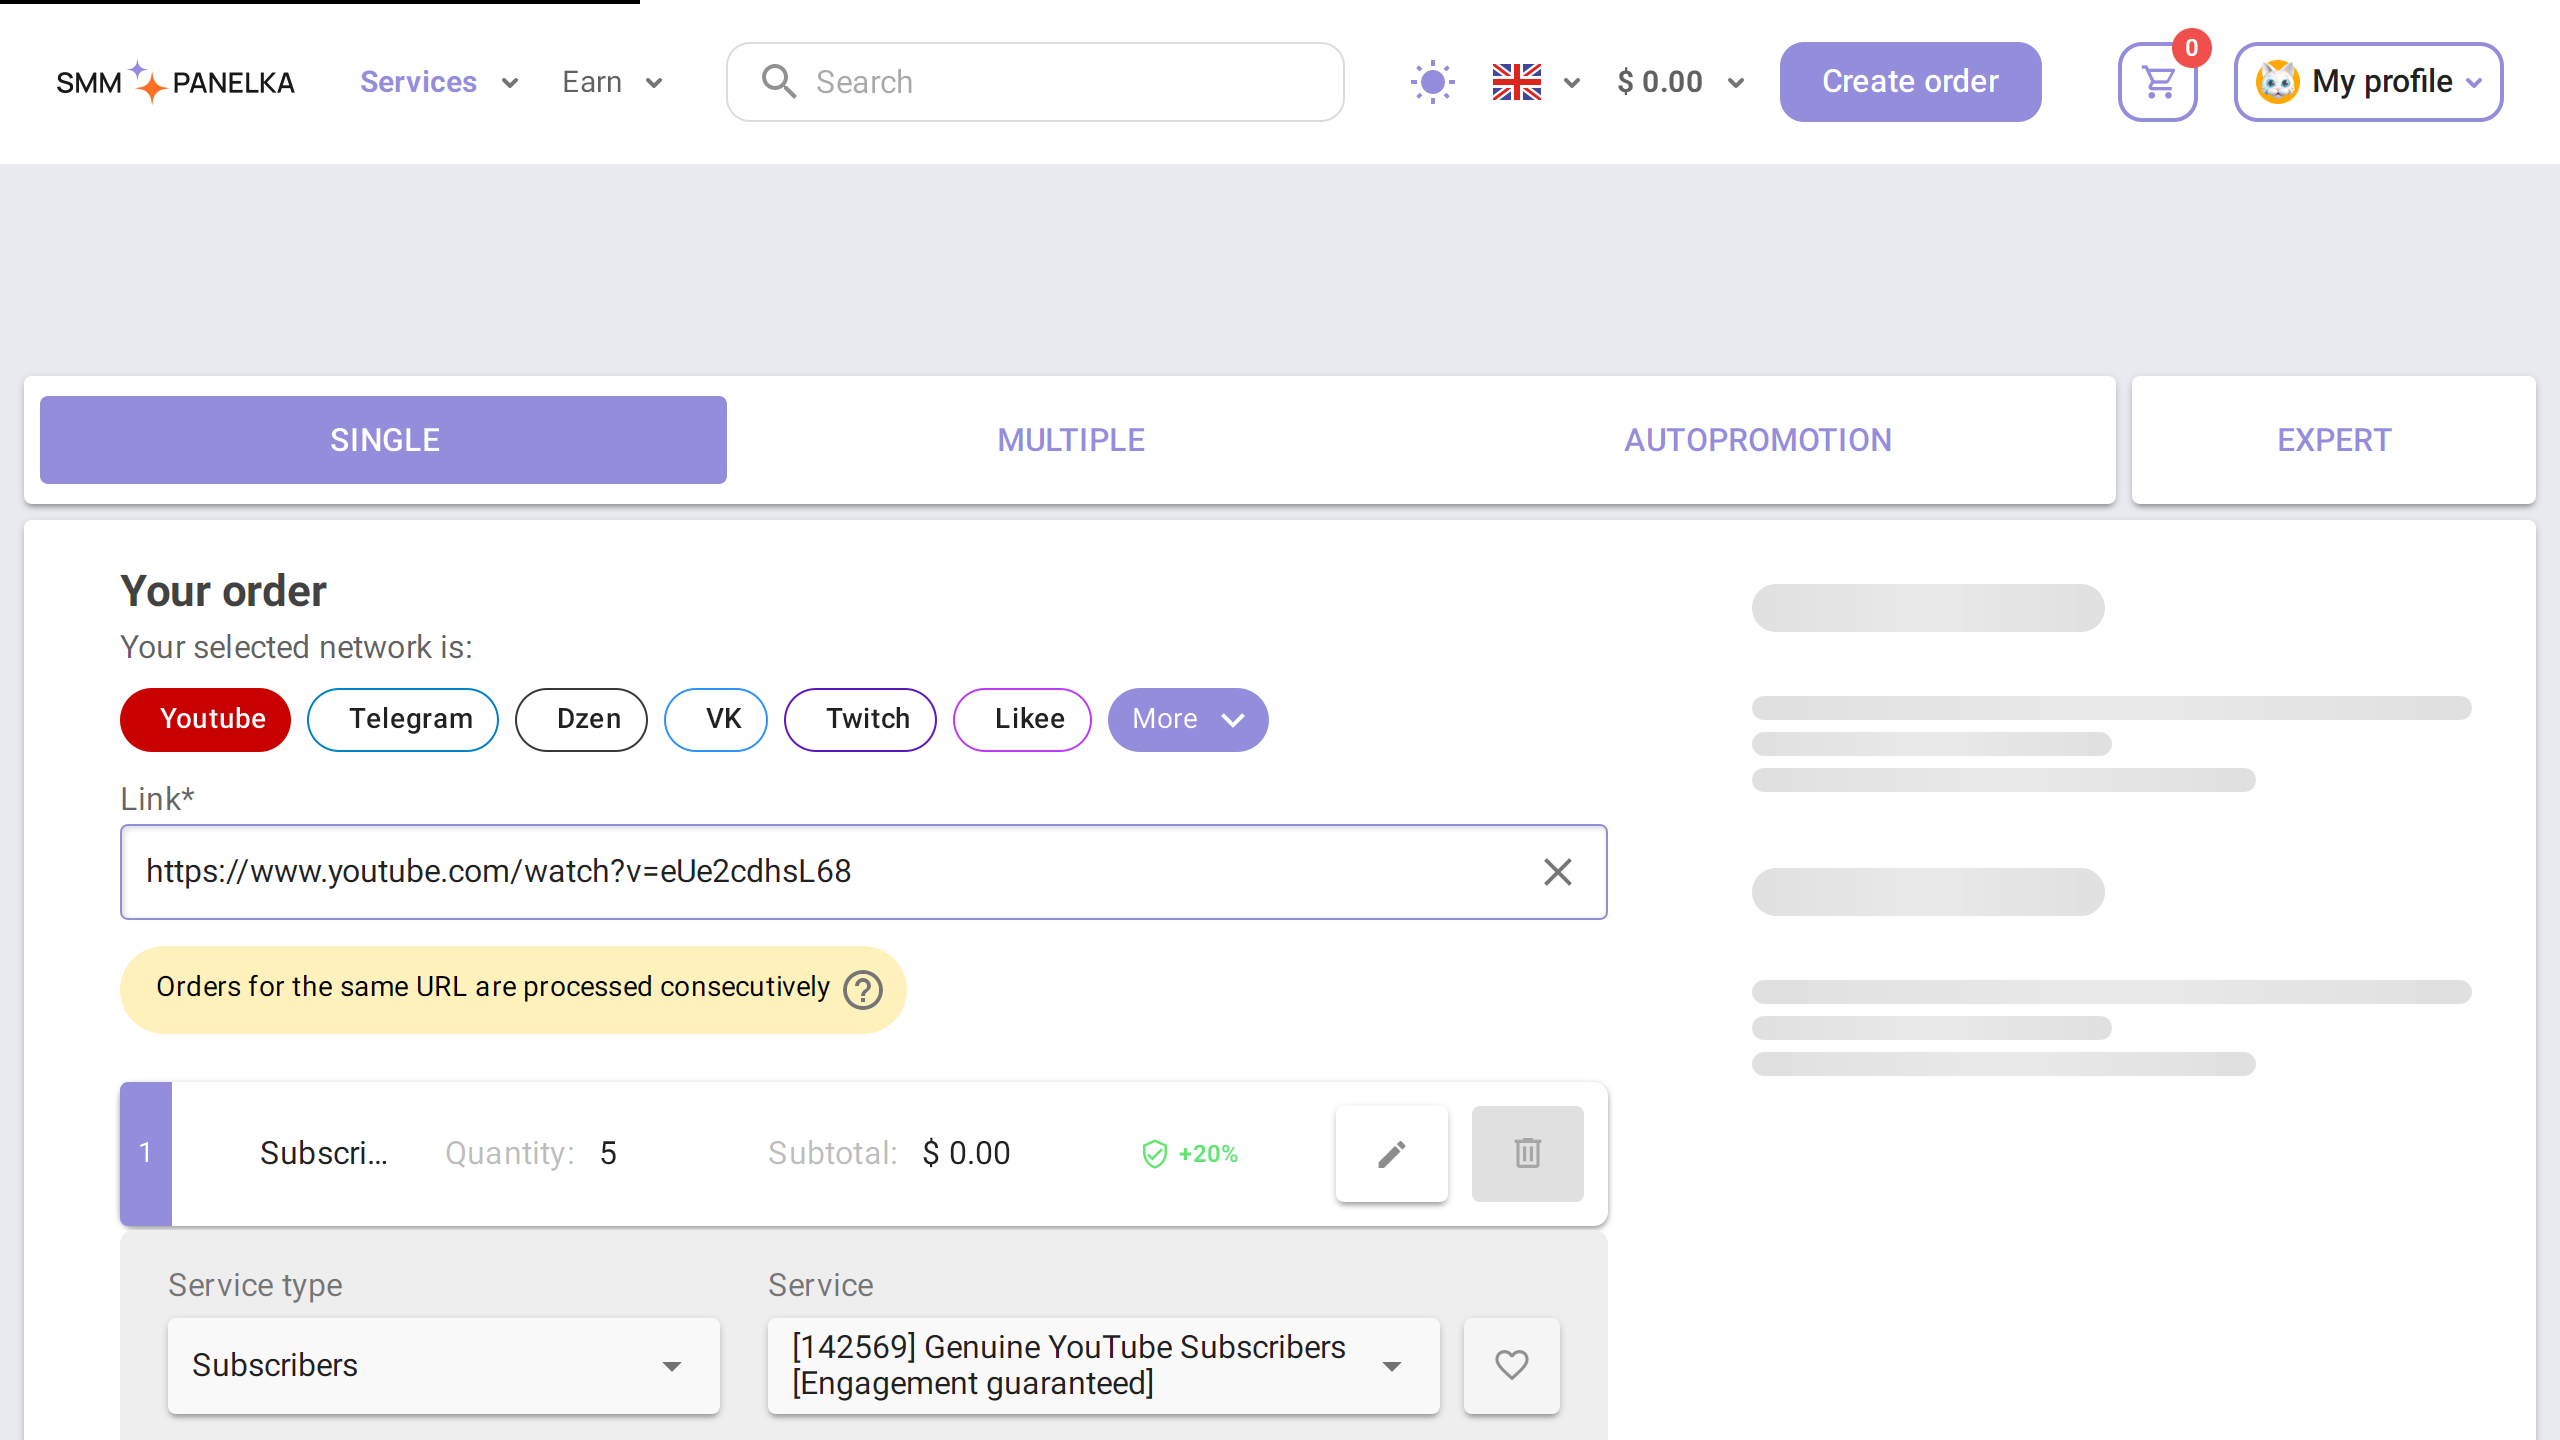 SMM PANELKA
Services
Earn
Search
$ 0.00
Create order
0
My profile
SINGLE
MULTIPLE
AUTOPROMOTION
EXPERT
Your order
Your selected network is:
Youtube
Telegram
Dzen
VK
Twitch
Likee
More
Link*
https://www.youtube.com/watch?v=eUe2cdhsL68
Orders for the same URL are processed consecutively
1
Subscri...
Quantity: 5
Subtotal: $ 0.00
+20%
Service type
Service
Subscribers
[142569] Genuine YouTube Subscribers
[Engagement guaranteed]